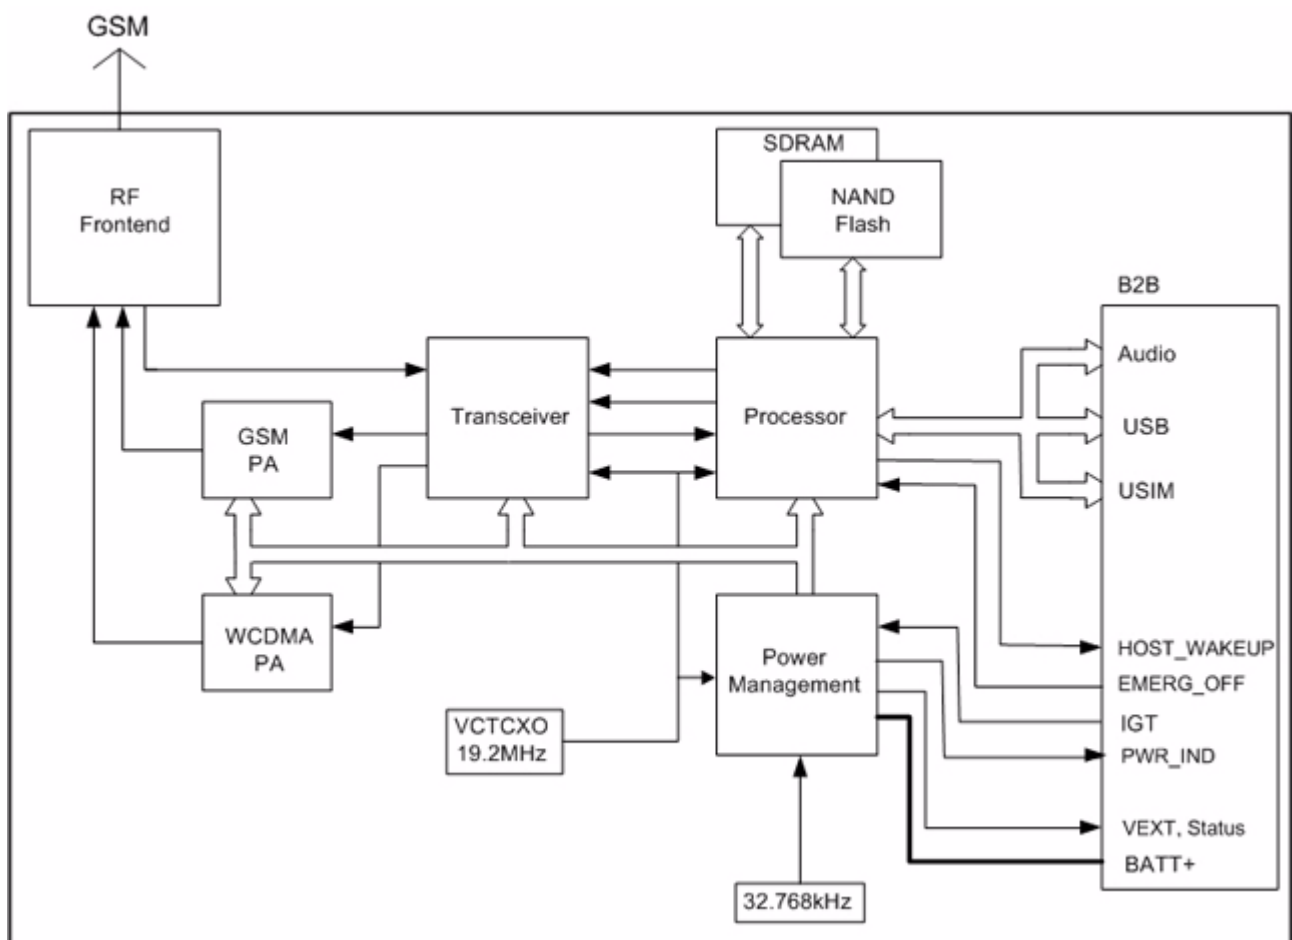 GSM
RF
Frontend
SDRAM
NAND
Flash
B2B
Audio
Transceiver
Processor
GSM
PA
USB
USIM
WCDMA
PA
Power
Management
HOST_WAKEUP
EMERG_OFF
IGT
VCTCXO
19.2MHz
PWR_IND
VEXT, Status
BATT+
32.768kHz